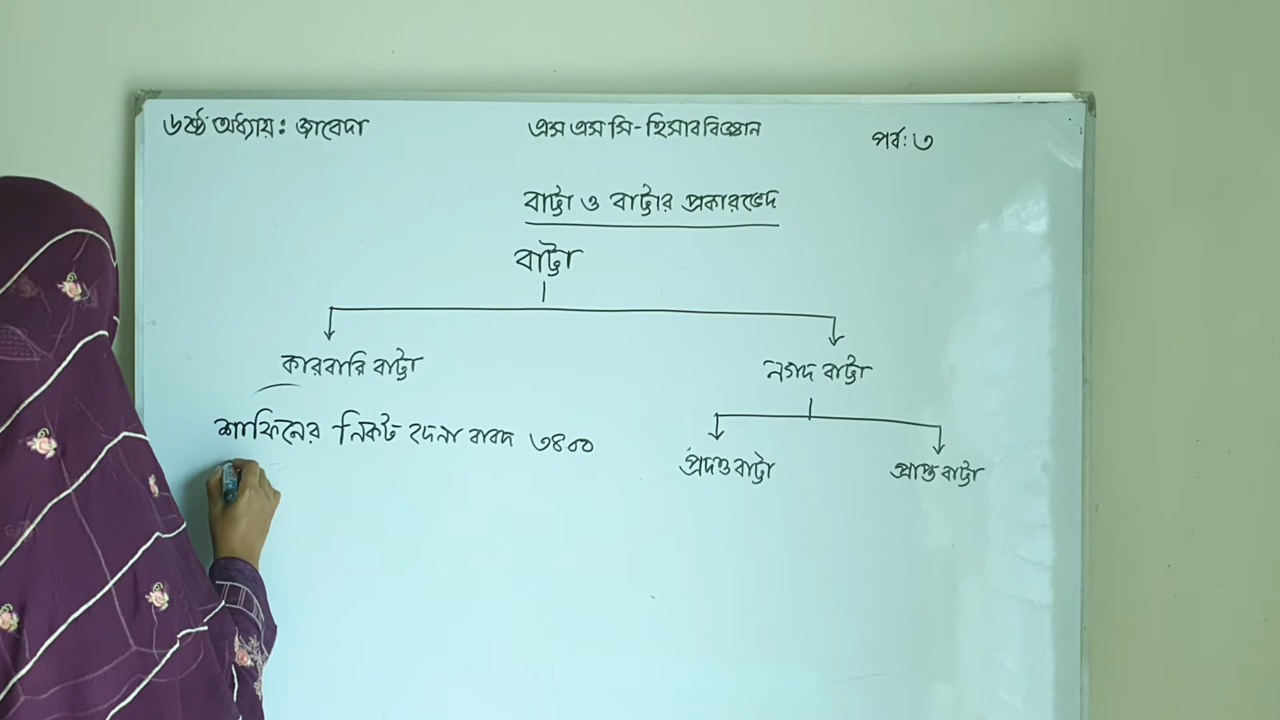 ৬ষ্ঠ অধ্যায়ঃ জাবেদা
এস এস সি - হিসাববিজ্ঞান
পর্ব: ৩
বাট্টা ও বাট্টার প্রকারভেদ
বাট্টা
কারবারি বাট্টা
নগদ বাট্টা
শাফিনের নিকট দেনা বাবদ ৩৪০০
প্রদত্ত বাট্টা
প্রাপ্ত বাট্টা